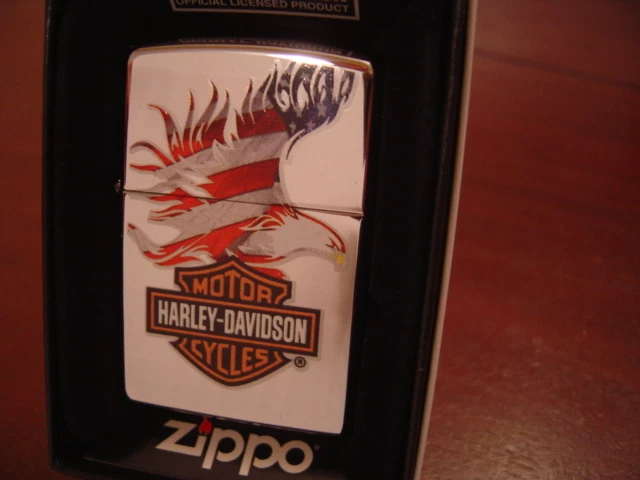 OFFICIAL LICENSED PRODUCT
MOTOR
HARLEY-DAVIDSON
CYCLES
®
zippo